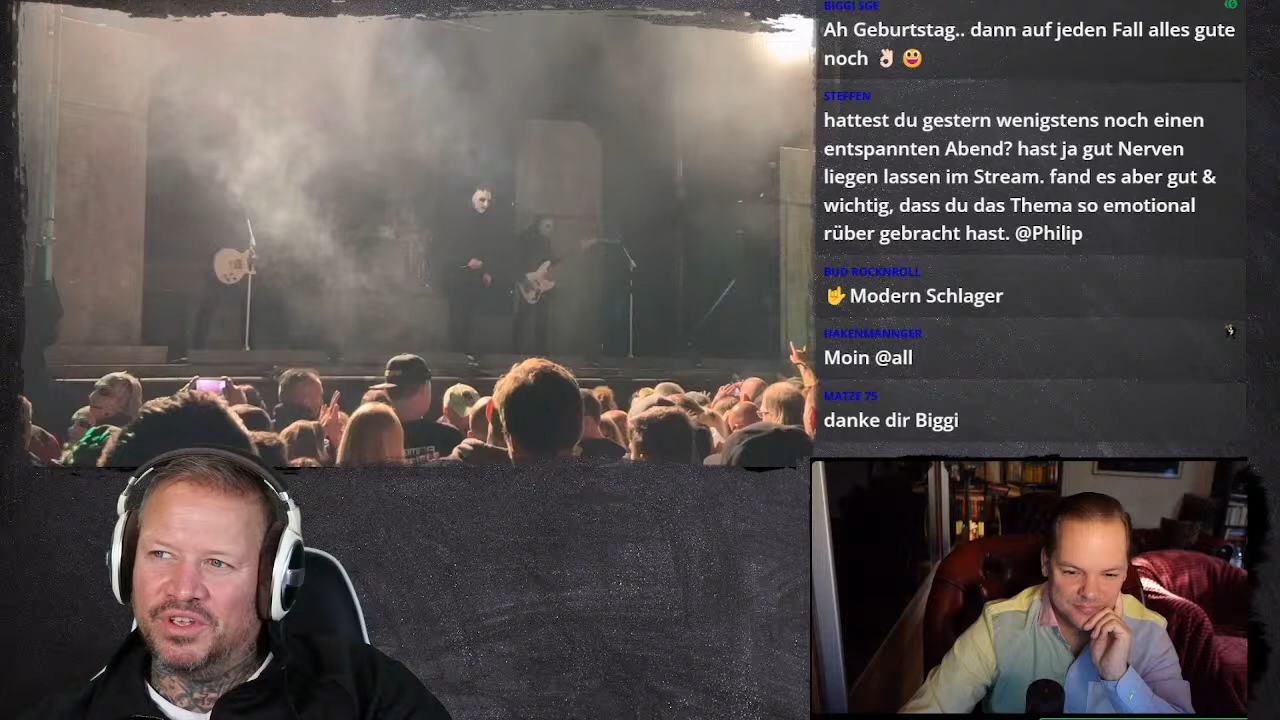 BIGGI SGE
Ah Geburtstag.. dann auf jeden Fall alles gute
noch 👌🏻 😀
STEFFEN
hattest du gestern wenigstens noch einen
entspannten Abend? hast ja gut Nerven
liegen lassen im Stream. fand es aber gut &
wichtig, dass du das Thema so emotional
rüber gebracht hast. @Philip
BUD ROCKNROLL
🤘 Modern Schlager
HAKENMANNGER
Moin @all
MATZE 75
danke dir Biggi